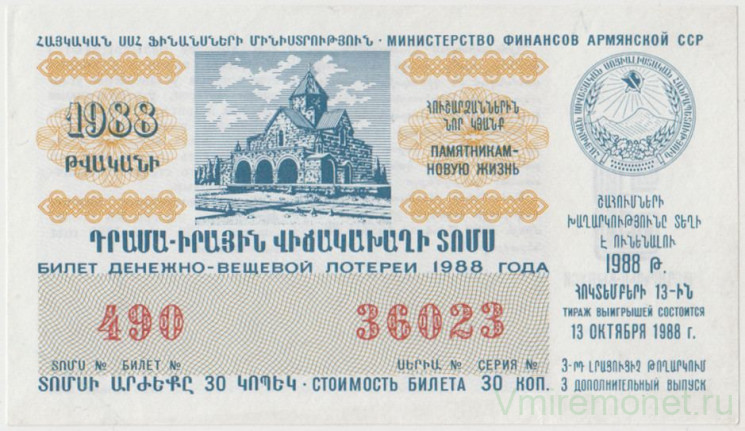 ՀԱՅԿԱԿԱՆ ՍՍՀ ՖԻՆԱՆՍՆԵՐԻ ՄԻՆԻՍՏՐՈՒԹՅՈՒՆ · МИНИСТЕРСТВО ФИНАНСОВ АРМЯНСКОЙ ССР
1988
ԹՎԱԿԱՆԻ
ՀՈՒՇԱՐՁԱՆՆԵՐԻՆ
ՆՈՐ ԿՅԱՆՔ
ПАМЯТНИКАМ-
НОВУЮ ЖИЗНЬ
ՇԱՀՈՒՄՆԵՐԻ
ԽԱՂԱՐԿՈՒԹՅՈՒՆԸ ՏԵՂԻ
Է ՈՒՆԵՆԱԼՈՒ
1988 Թ.
ՀՈԿՏԵՄԲԵՐԻ 13-ԻՆ
ТИРАЖ ВЫИГРЫШЕЙ СОСТОИТСЯ
13 ОКТЯБРЯ 1988 г.
ԴՐԱՄԱ-ԻՐԱՅԻՆ ՎԻՃԱԿԱԽԱՂԻ ՏՈՄՍ
БИЛЕТ ДЕНЕЖНО-ВЕЩЕВОЙ ЛОТЕРЕИ 1988 ГОДА
490 36023
ՏՈՄՍ № БИЛЕТ № ՍԵՐԻԱ № СЕРИЯ №
ՏՈՄՍԻ ԱՐԺԵՔԸ 30 ԿՈՊԵԿ · СТОИМОСТЬ БИЛЕТА 30 КОП.
3-ՐԴ ԼՐԱՑՈՒՑԻՉ ԹՈՂԱՐԿՈՒՄ
3 ДОПОЛНИТЕЛЬНЫЙ ВЫПУСК
Vmiremonet.ru